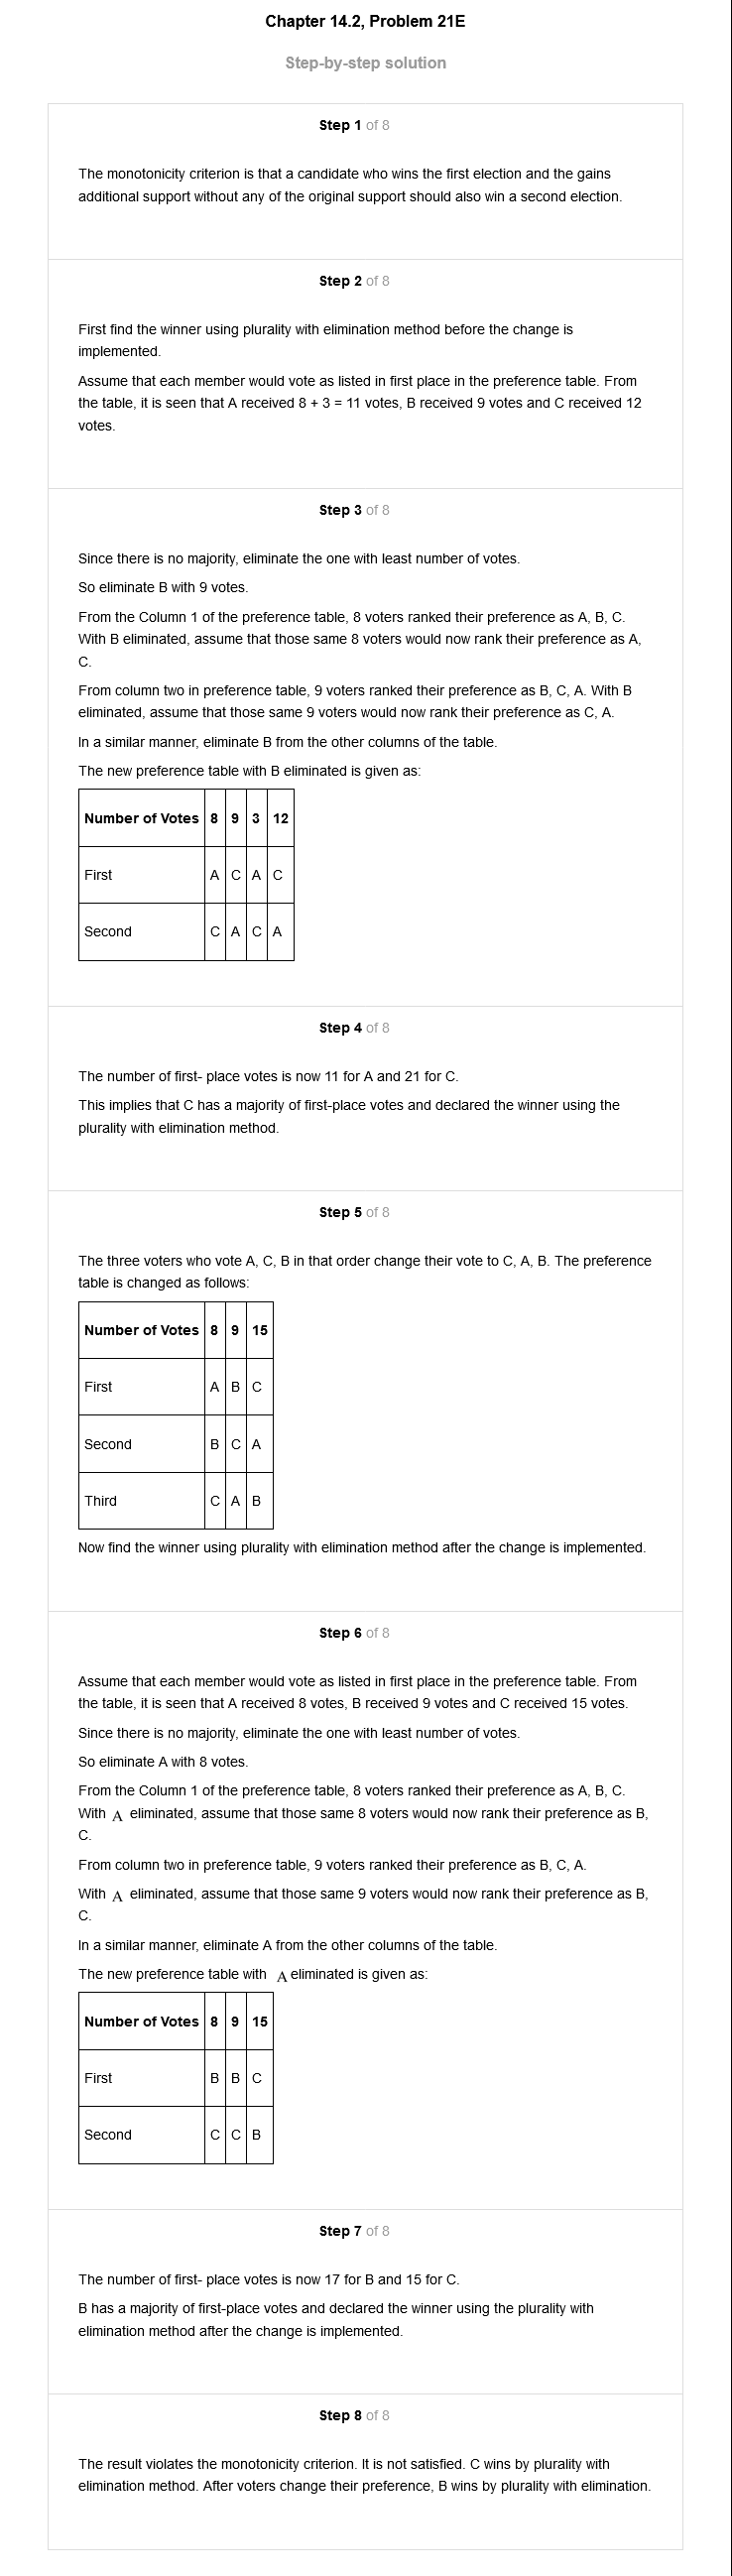 Chapter 14.2, Problem 21E
Step-by-step solution
Step 1 of 8
The monotonicity criterion is that a candidate who wins the first election and the gains
additional support without any of the original support should also win a second election.
Step 2 of 8
First find the winner using plurality with elimination method before the change is
implemented.
Assume that each member would vote as listed in first place in the preference table. From
the table, it is seen that A received 8 + 3 = 11 votes, B received 9 votes and C received 12
votes.
Step 3 of 8
Since there is no majority, eliminate the one with least number of votes.
So eliminate B with 9 votes.
From the Column 1 of the preference table, 8 voters ranked their preference as A, B, C.
With B eliminated, assume that those same 8 voters would now rank their preference as A,
C.
From column two in preference table, 9 voters ranked their preference as B, C, A. With B
eliminated, assume that those same 9 voters would now rank their preference as C, A.
In a similar manner, eliminate B from the other columns of the table.
The new preference table with B eliminated is given as:
Number of Votes 8 9 3 12
First A C A C
Second C A C A
Step 4 of 8
The number of first- place votes is now 11 for A and 21 for C.
This implies that C has a majority of first-place votes and declared the winner using the
plurality with elimination method.
Step 5 of 8
The three voters who vote A, C, B in that order change their vote to C, A, B. The preference
table is changed as follows:
Number of Votes 8 9 15
First A B C
Second B C A
Third C A B
Now find the winner using plurality with elimination method after the change is implemented.
Step 6 of 8
Assume that each member would vote as listed in first place in the preference table. From
the table, it is seen that A received 8 votes, B received 9 votes and C received 15 votes.
Since there is no majority, eliminate the one with least number of votes.
So eliminate A with 8 votes.
From the Column 1 of the preference table, 8 voters ranked their preference as A, B, C.
With A eliminated, assume that those same 8 voters would now rank their preference as B,
C.
From column two in preference table, 9 voters ranked their preference as B, C, A.
With A eliminated, assume that those same 9 voters would now rank their preference as B,
C.
In a similar manner, eliminate A from the other columns of the table.
The new preference table with A eliminated is given as:
Number of Votes 8 9 15
First B B C
Second C C B
Step 7 of 8
The number of first- place votes is now 17 for B and 15 for C.
B has a majority of first-place votes and declared the winner using the plurality with
elimination method after the change is implemented.
Step 8 of 8
The result violates the monotonicity criterion. It is not satisfied. C wins by plurality with
elimination method. After voters change their preference, B wins by plurality with elimination.